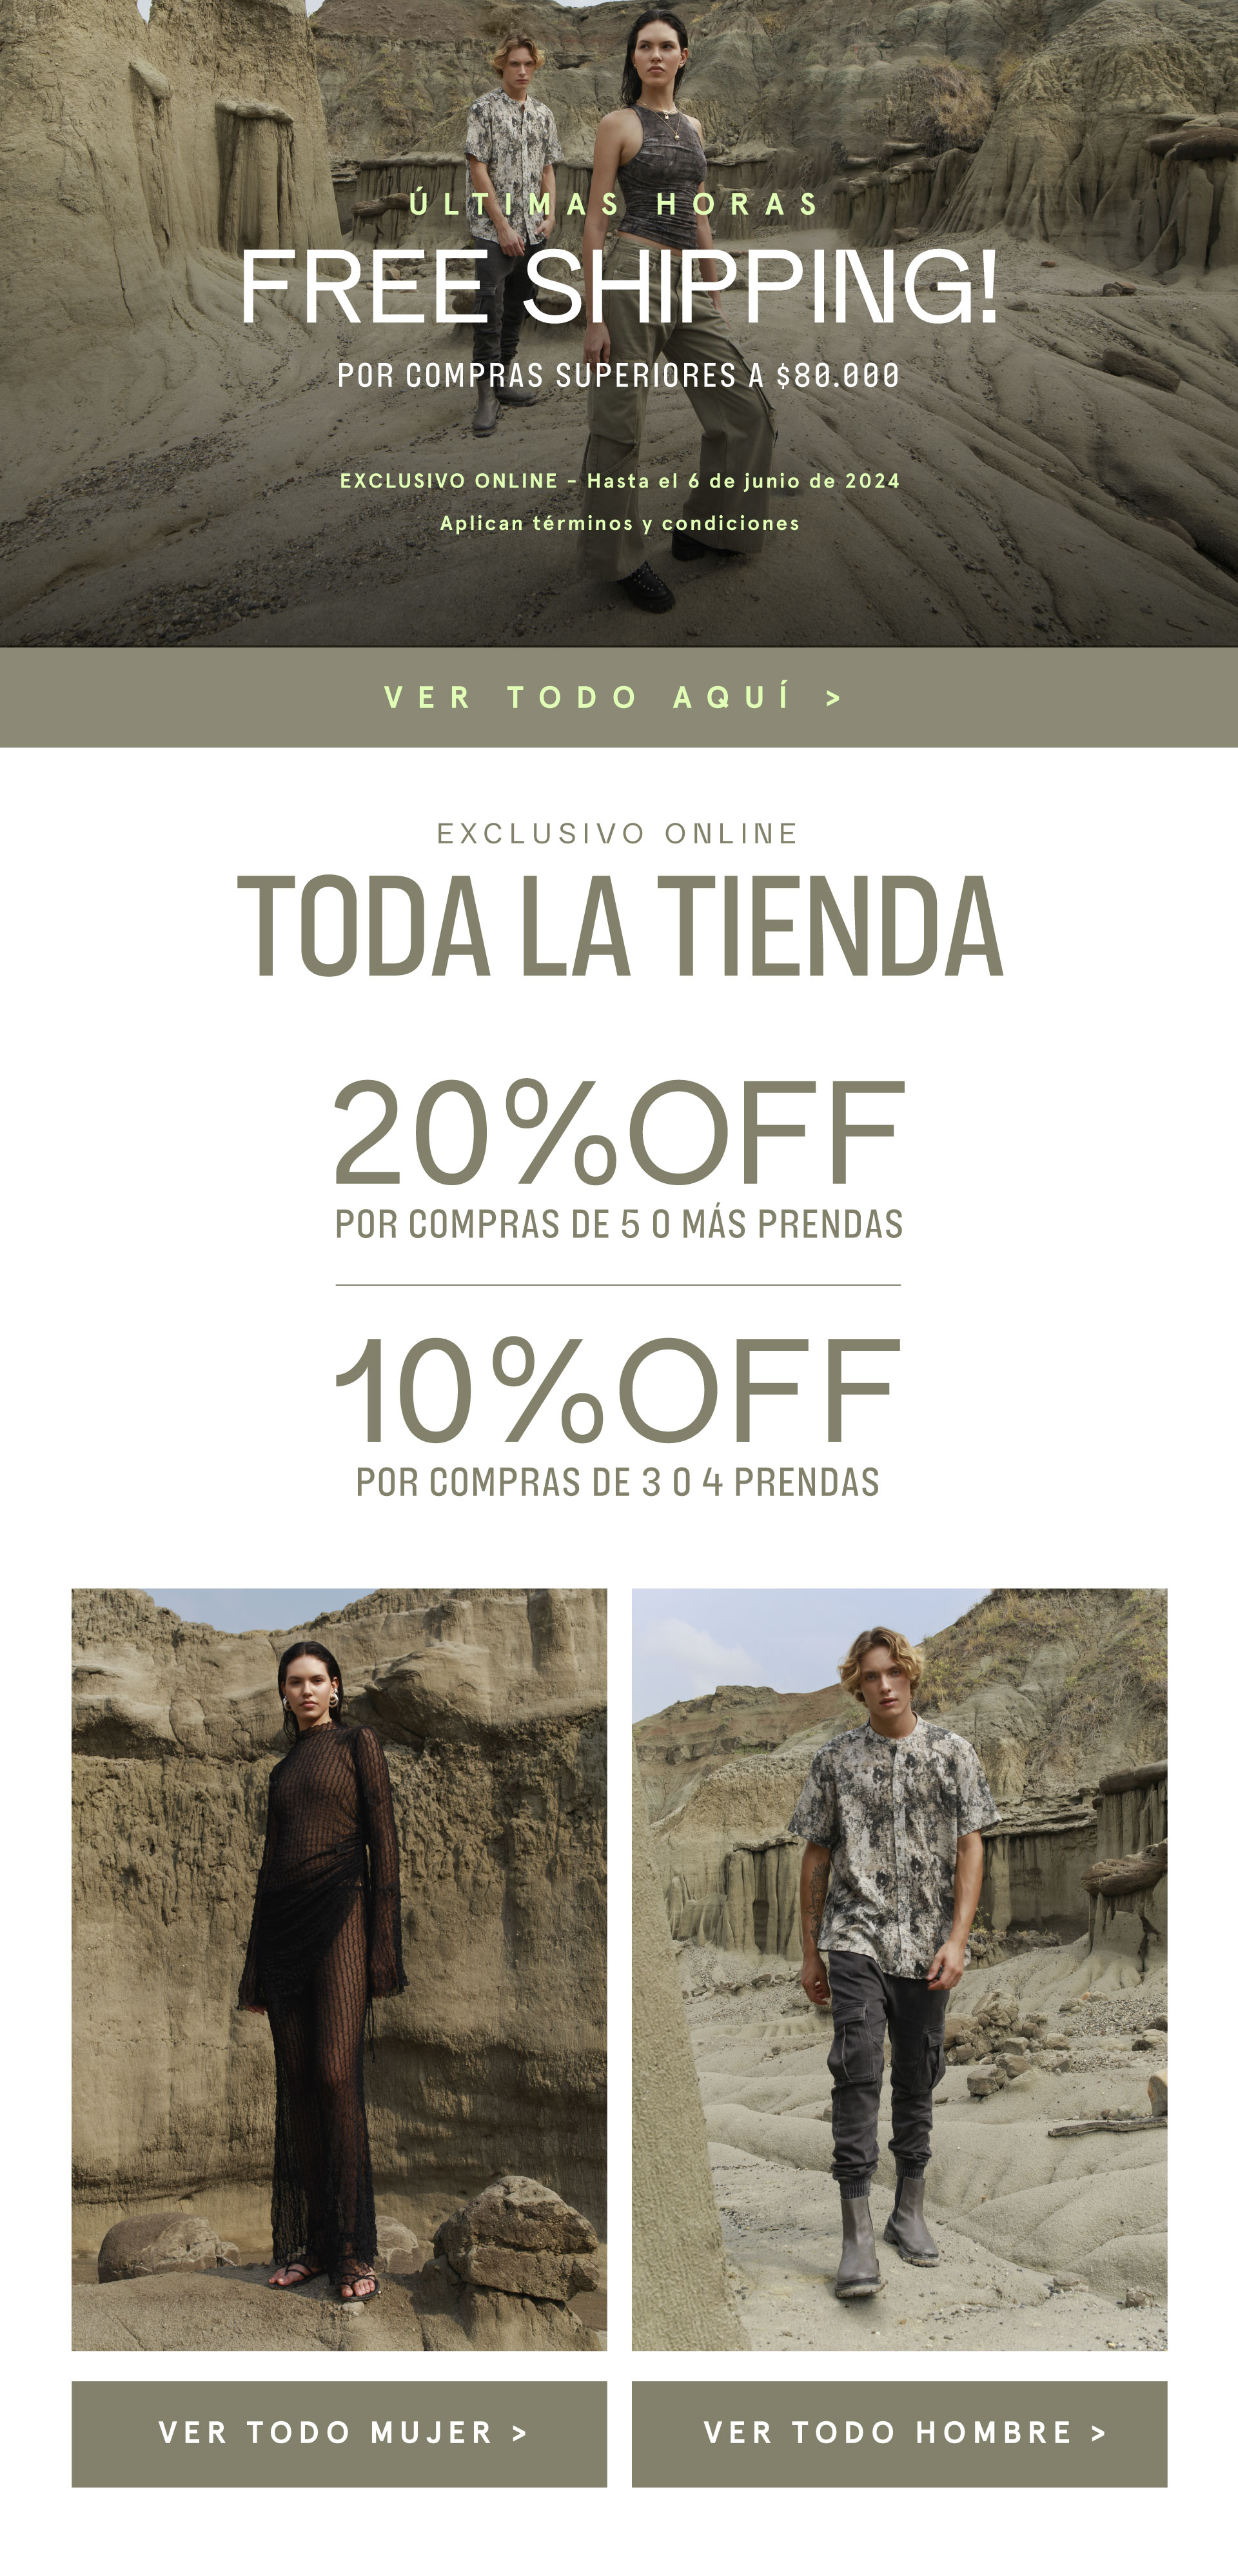 ÚLTIMAS HORAS
FREE SHIPPING!
POR COMPRAS SUPERIORES A $80.000
EXCLUSIVO ONLINE – Hasta el 6 de junio de 2024
Aplican términos y condiciones
VER TODO AQUÍ >
EXCLUSIVO ONLINE
TODA LA TIENDA
20%OFF
POR COMPRAS DE 5 O MÁS PRENDAS
10%OFF
POR COMPRAS DE 3 O 4 PRENDAS
VER TODO MUJER >
VER TODO HOMBRE >